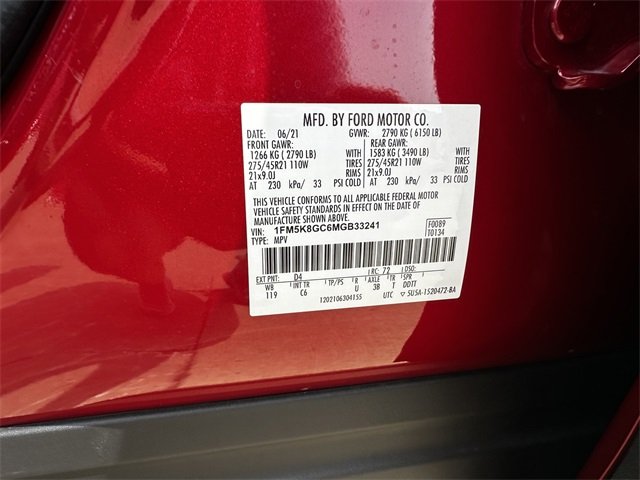 MFD. BY FORD MOTOR CO.
DATE: 06/21 GVWR: 2790 KG ( 6150 LB)
FRONT GAWR: REAR GAWR:
1266 KG ( 2790 LB) WITH 1583 KG ( 3490 LB) WITH
275/45R21 110W TIRES 275/45R21 110W TIRES
21x9.0J RIMS 21x9.0J RIMS
AT 230 kPa/ 33 PSI COLD AT 230 kPa/ 33 PSI COLD
THIS VEHICLE CONFORMS TO ALL APPLICABLE FEDERAL MOTOR
VEHICLE SAFETY STANDARDS IN EFFECT ON THE DATE OF
MANUFACTURE SHOWN ABOVE.
VIN: 1FM5K8GC6MGB33241 F0089
TYPE: MPV T0134
EXT PNT: D4 RC: 72 DSO:
WB INT TR TP/PS R AXLE TR S
119 C6 U 3B T DDTT
1202106304155 UTC ▽ 5U5A-1520472-BA